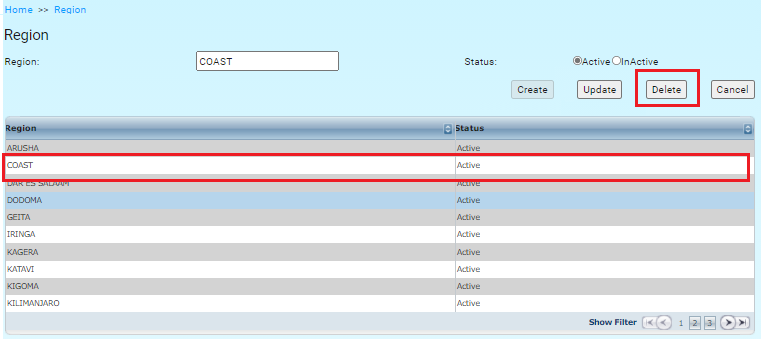 Home >> Region
Region
Region: COAST Status: Active InActive
Create Update Delete Cancel
Region Status
ARUSHA Active
COAST Active
DAR ES SALAAM Active
DODOMA Active
GEITA Active
IRINGA Active
KAGERA Active
KATAVI Active
KIGOMA Active
KILIMANJARO Active
Show Filter 1 2 3